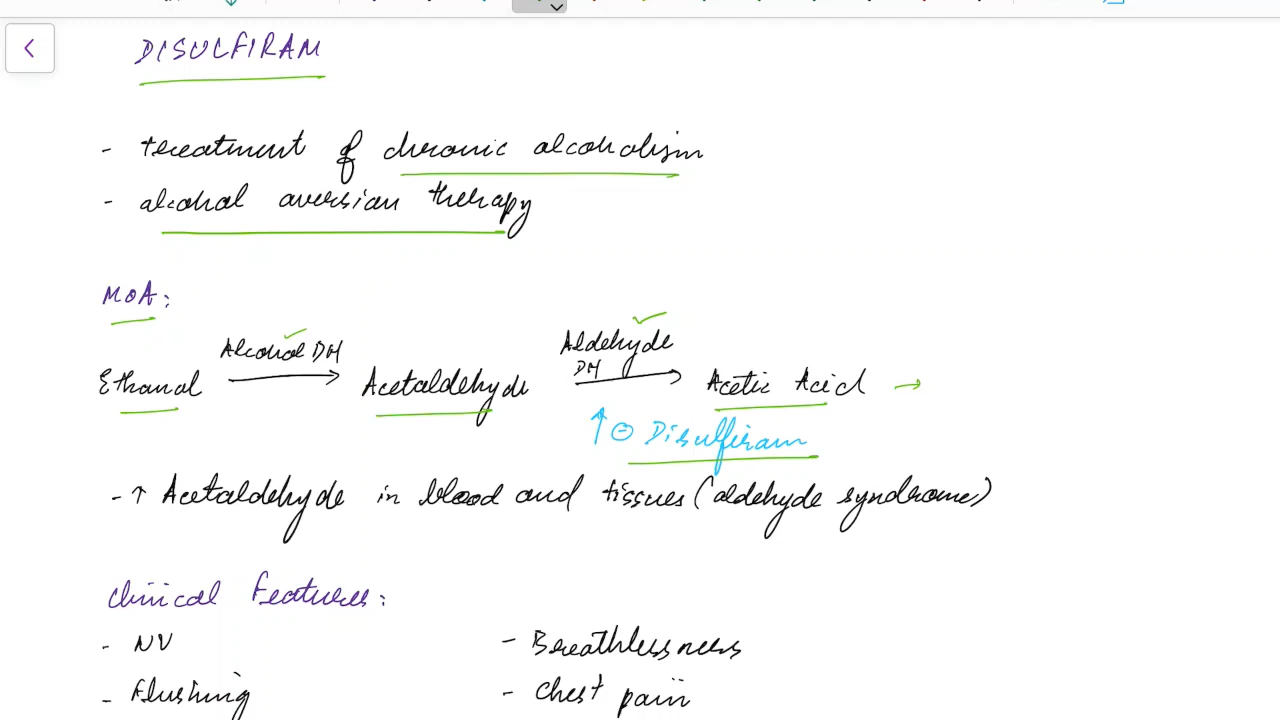 DISULFIRAM
- treatment of chronic alcoholism
- alcohol aversion therapy
MOA:
Alcohol DH
Aldehyde DH
Ethanol → Acetaldehyde → Acetic Acid →
↑ ⊖ Disulfiram
- ↑ Acetaldehyde in blood and tissues (aldehyde syndrome)
Clinical Features:
- NV
- Breathlessness
- Flushing
- Chest pain